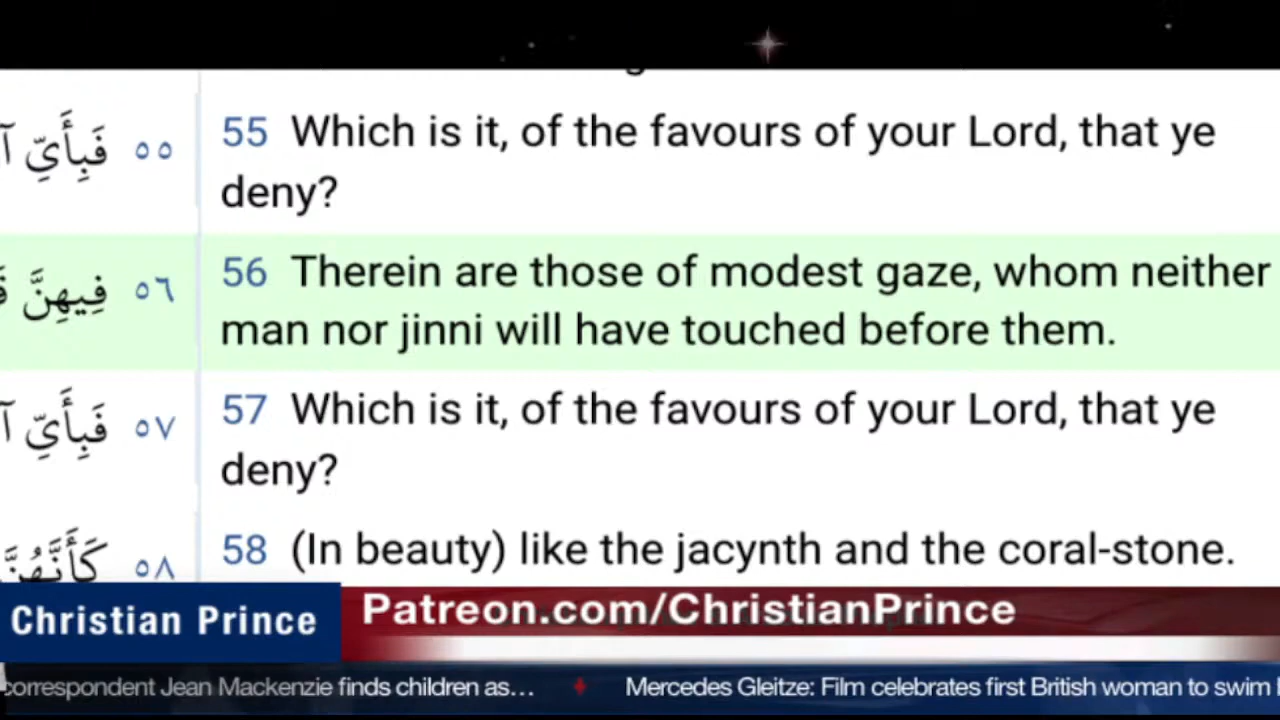 فَبِأَيِّ آ ٥٥ 55 Which is it, of the favours of your Lord, that ye
deny?
فِيهِنَّ ٥٦ 56 Therein are those of modest gaze, whom neither
man nor jinni will have touched before them.
فَبِأَيِّ آ ٥٧ 57 Which is it, of the favours of your Lord, that ye
deny?
كَأَنَّهُنَّ ٥٨ 58 (In beauty) like the jacynth and the coral-stone.
Christian Prince
Patreon.com/ChristianPrince
correspondent Jean Mackenzie finds children as… Mercedes Gleitze: Film celebrates first British woman to swim